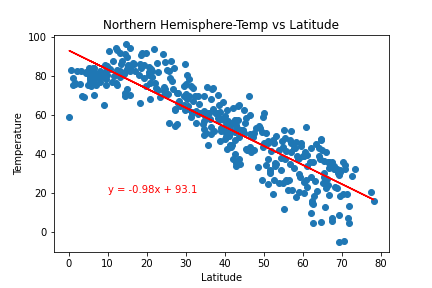 Northern Hemisphere-Temp vs Latitude
100
80
60
40
20
0
Temperature
y = -0.98x + 93.1
0 10 20 30 40 50 60 70 80
Latitude